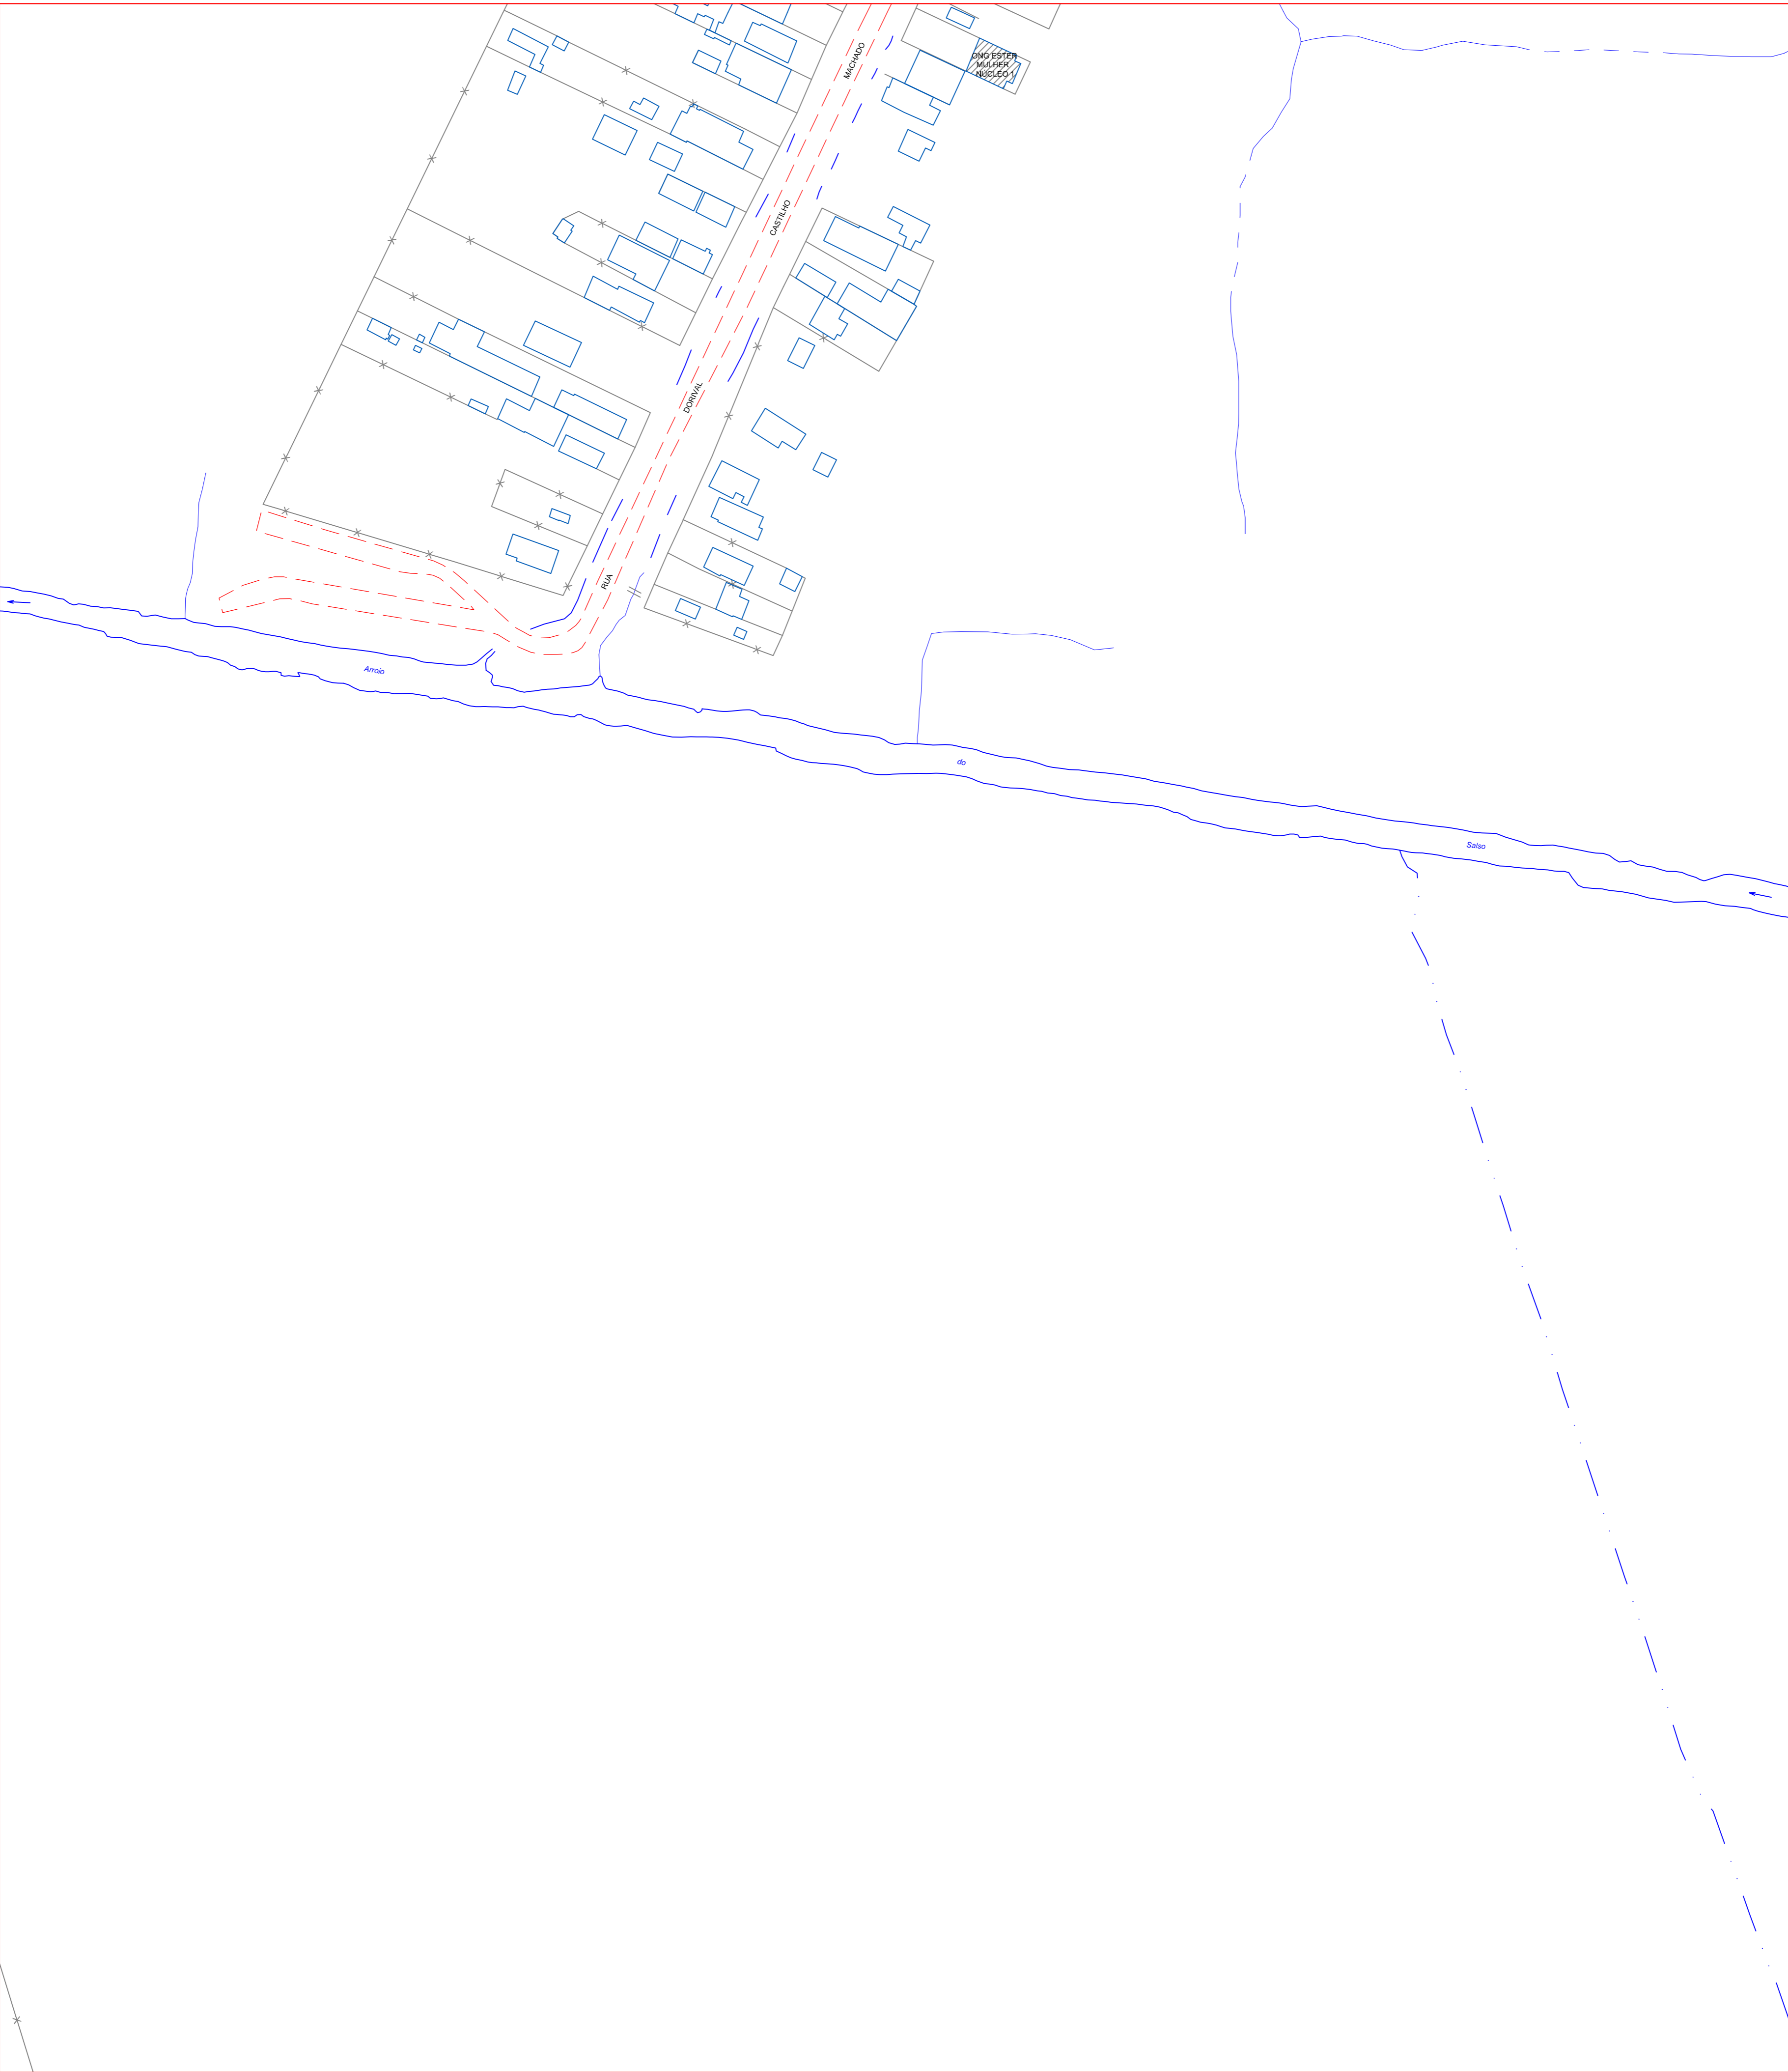 ONG ESTER
MULHER
NÚCLEO 1
RUA DORIVAL CASTILHO MACHADO
Arroio do Salso